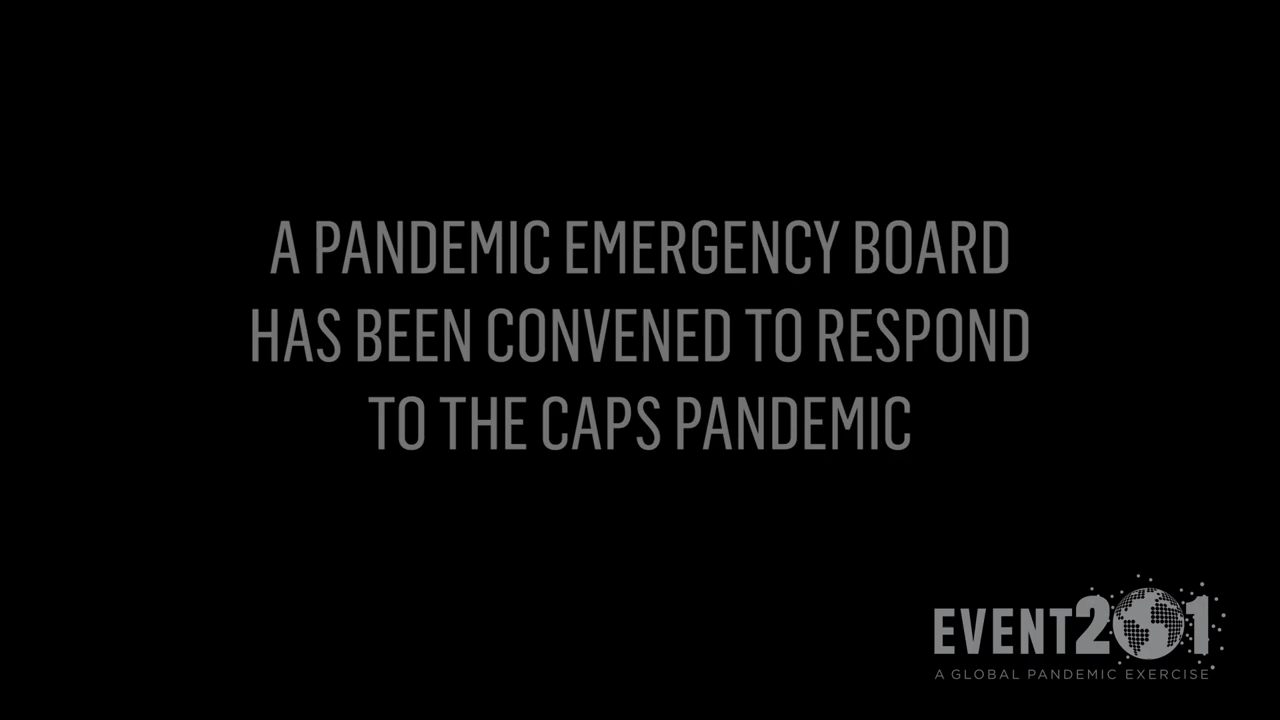 A PANDEMIC EMERGENCY BOARD
HAS BEEN CONVENED TO RESPOND
TO THE CAPS PANDEMIC
EVENT201
A GLOBAL PANDEMIC EXERCISE